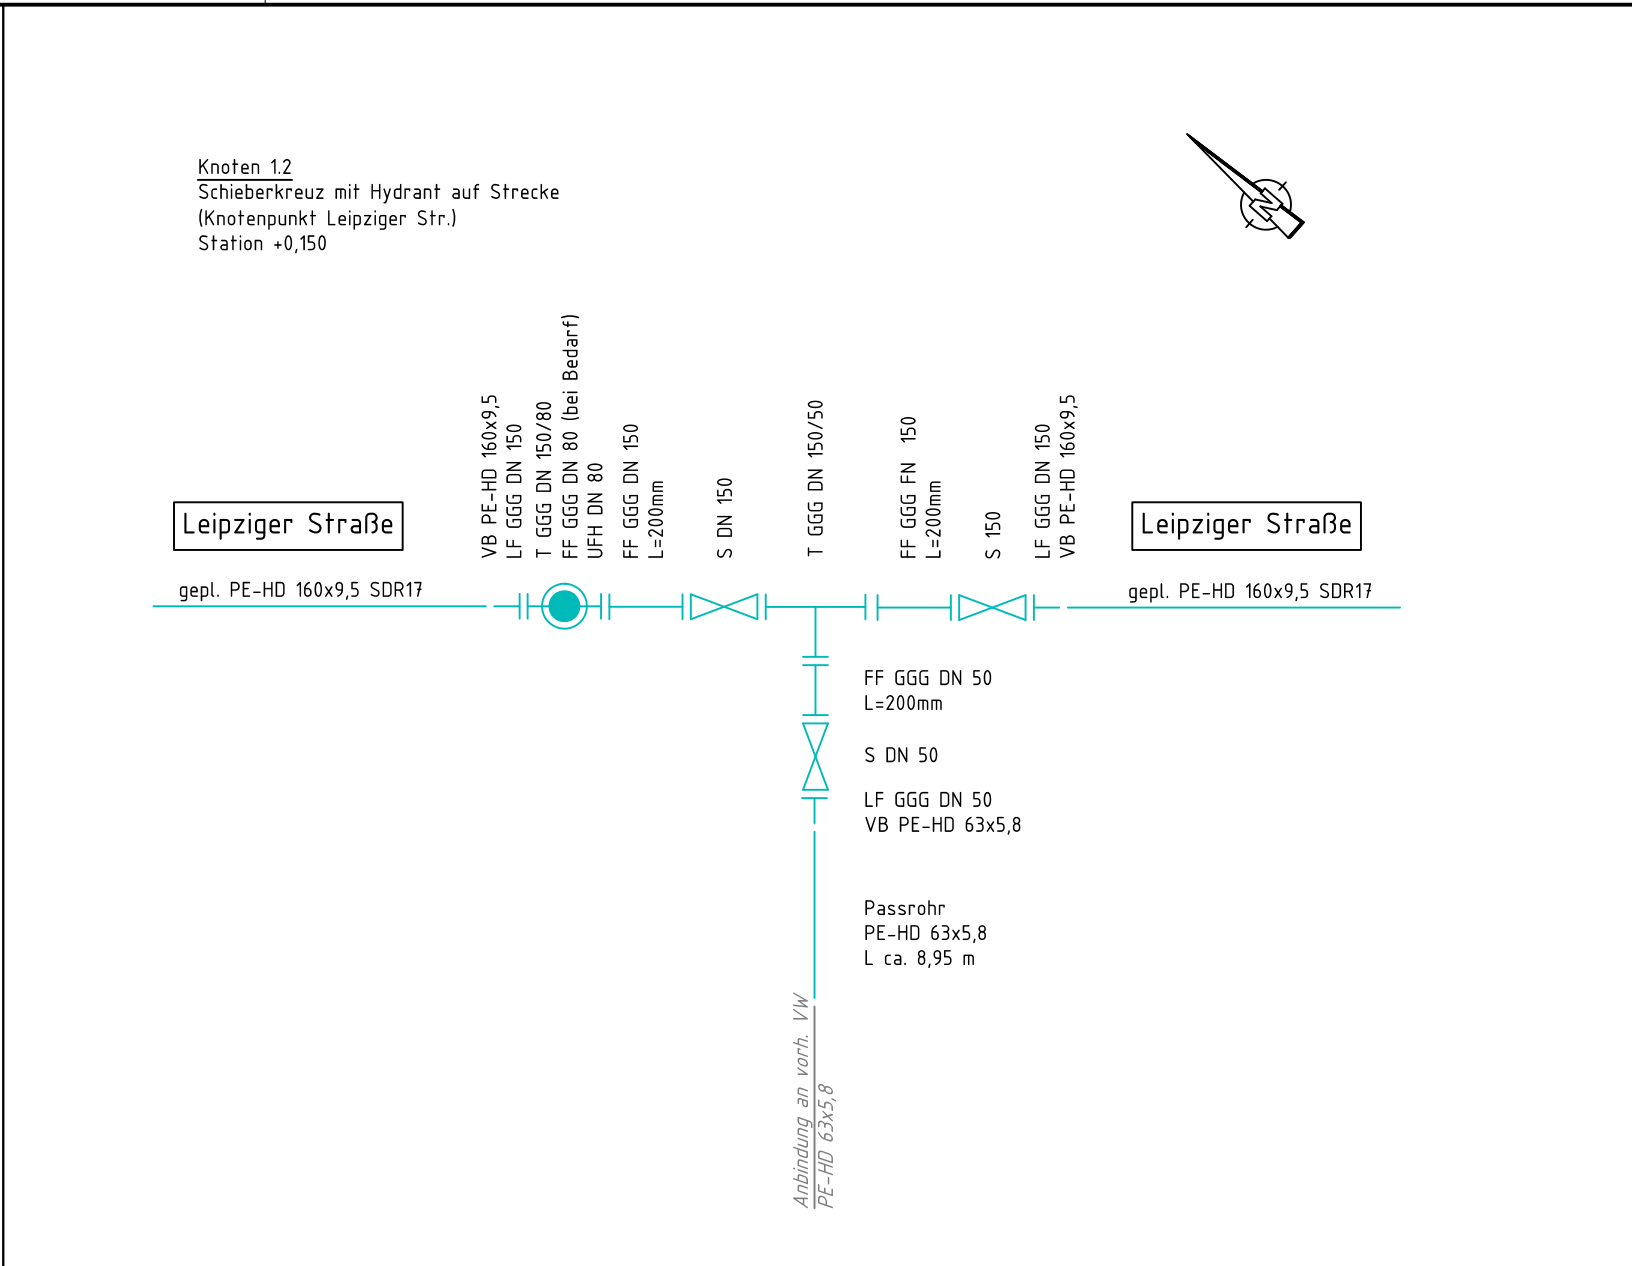 Knoten 1.2
Schieberkreuz mit Hydrant auf Strecke
(Knotenpunkt Leipziger Str.)
Station +0,150
N
VB PE-HD 160x9,5
LF GGG DN 150
T GGG DN 150/80
FF GGG DN 80 (bei Bedarf)
UFH DN 80
FF GGG DN 150
L=200mm
S DN 150
T GGG DN 150/50
FF GGG FN 150
L=200mm
S 150
LF GGG DN 150
VB PE-HD 160x9,5
Leipziger Straße
Leipziger Straße
gepl. PE-HD 160x9,5 SDR17
gepl. PE-HD 160x9,5 SDR17
FF GGG DN 50
L=200mm
S DN 50
LF GGG DN 50
VB PE-HD 63x5,8
Passrohr
PE-HD 63x5,8
L ca. 8,95 m
Anbindung an vorh. VW
PE-HD 63x5,8